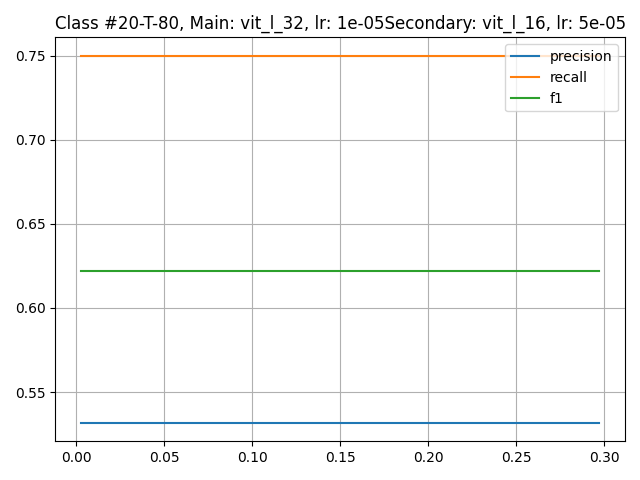 Class #20-T-80, Main: vit_l_32, lr: 1e-05Secondary: vit_l_16, lr: 5e-05
precision
recall
f1
0.75
0.70
0.65
0.60
0.55
0.00 0.05 0.10 0.15 0.20 0.25 0.30